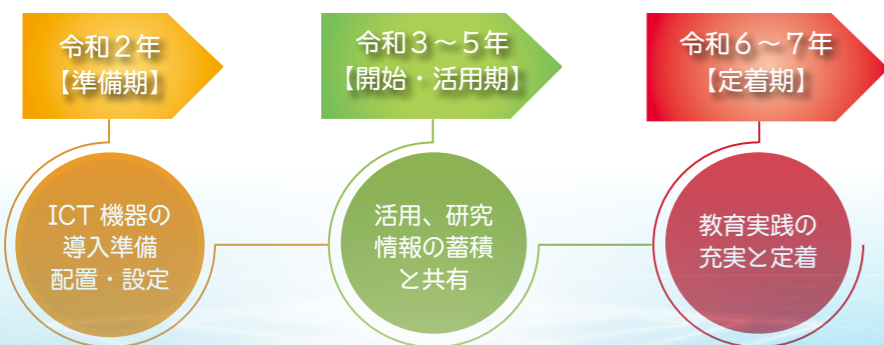 令和２年
【準備期】
ICT 機器の
導入準備
配置・設定
令和３～５年
【開始・活用期】
活用、研究
情報の蓄積
と共有
令和６～７年
【定着期】
教育実践の
充実と定着